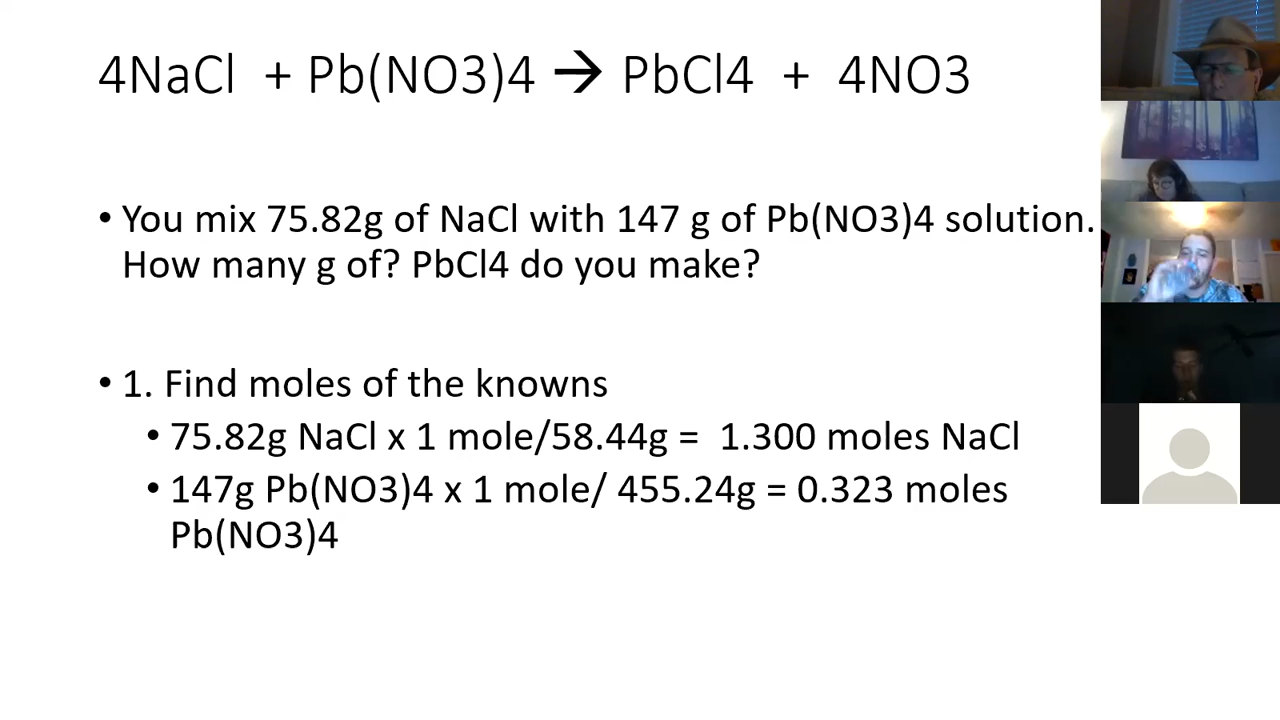 4NaCl + Pb(NO3)4 → PbCl4 + 4NO3
• You mix 75.82g of NaCl with 147 g of Pb(NO3)4 solution.
How many g of? PbCl4 do you make?
• 1. Find moles of the knowns
• 75.82g NaCl x 1 mole/58.44g = 1.300 moles NaCl
• 147g Pb(NO3)4 x 1 mole/ 455.24g = 0.323 moles
Pb(NO3)4